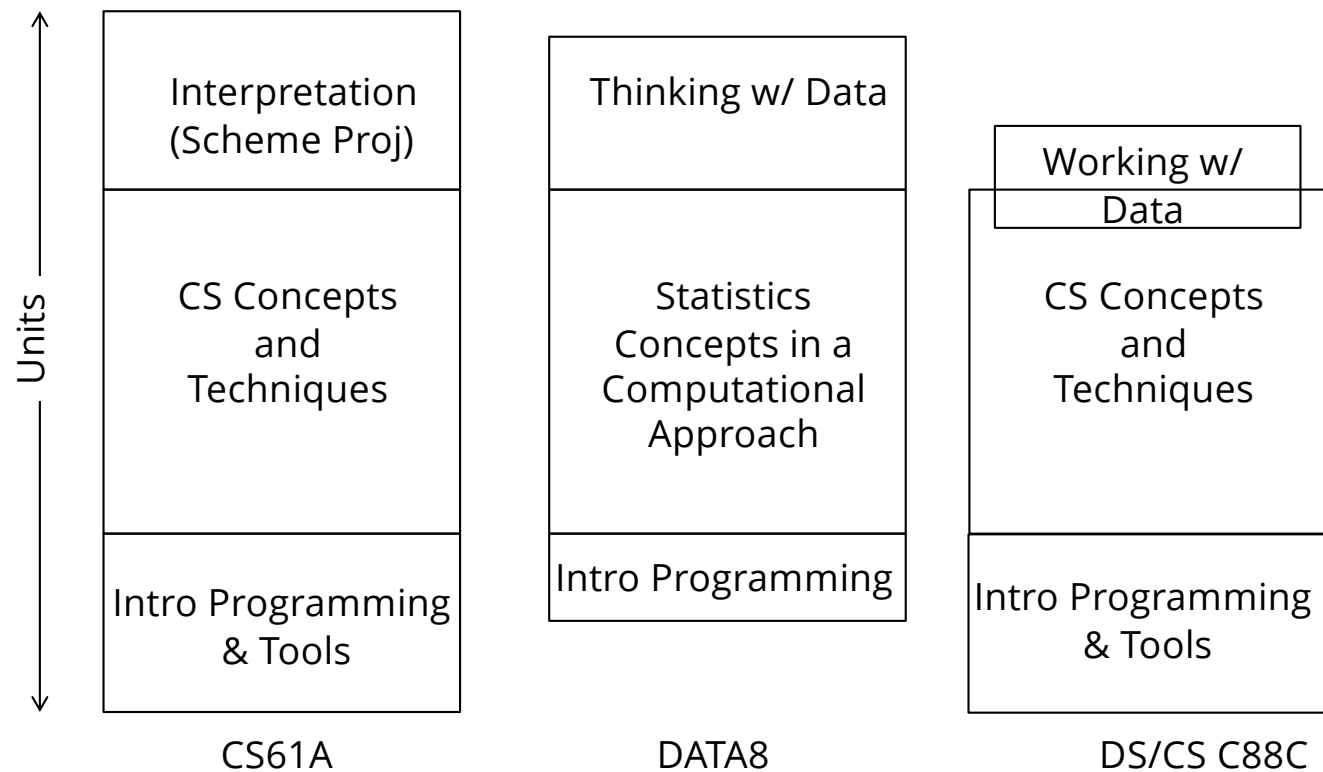 Units
Interpretation
(Scheme Proj)
CS Concepts
and
Techniques
Intro Programming
& Tools
CS61A
Thinking w/ Data
Statistics
Concepts in a
Computational
Approach
Intro Programming
DATA8
Working w/
Data
CS Concepts
and
Techniques
Intro Programming
& Tools
DS/CS C88C